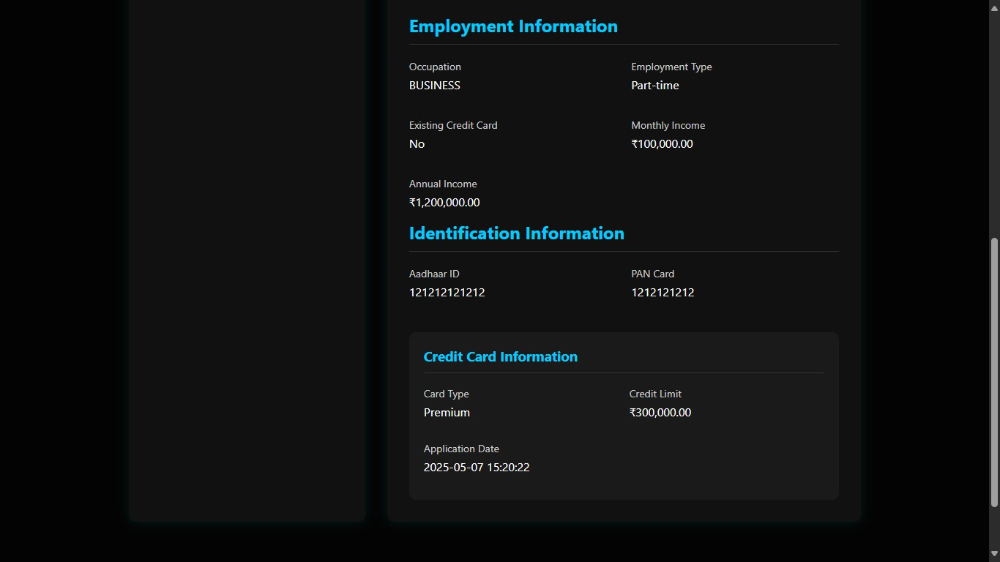 Employment Information
Occupation Employment Type
BUSINESS Part-time
Existing Credit Card Monthly Income
No ₹100,000.00
Annual Income
₹1,200,000.00
Identification Information
Aadhaar ID PAN Card
121212121212 1212121212
Credit Card Information
Card Type Credit Limit
Premium ₹300,000.00
Application Date
2025-05-07 15:20:22